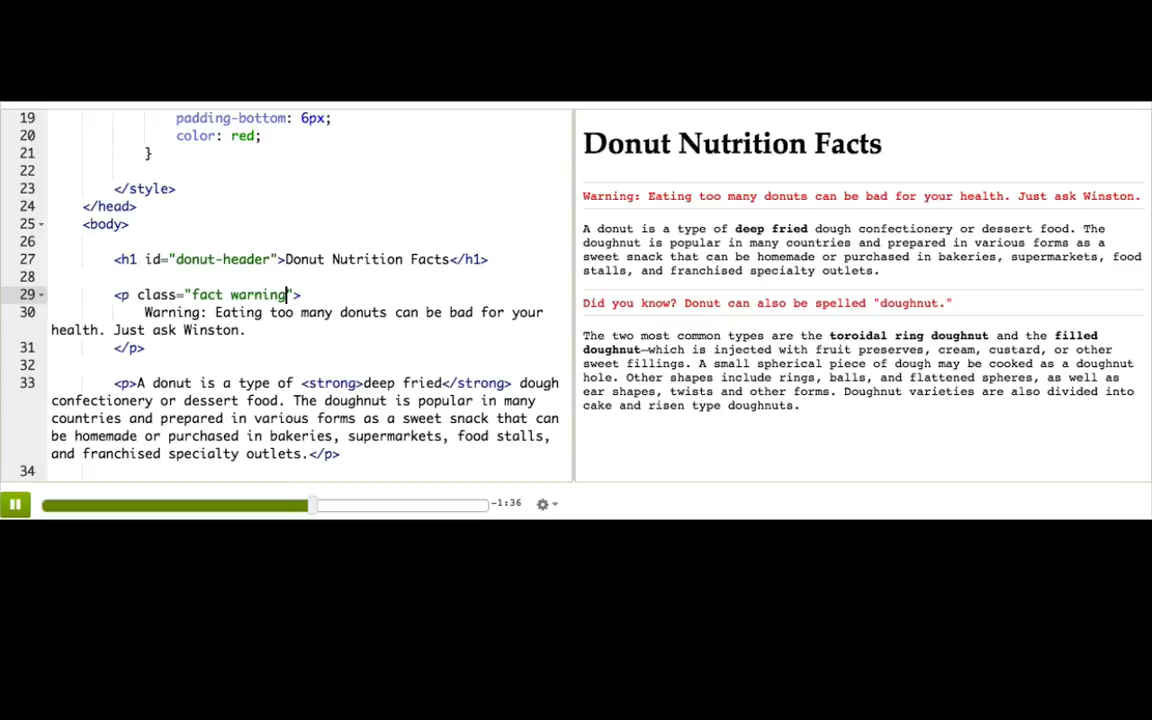 19 padding-bottom: 6px;
20 color: red;
21 }
22
23 </style>
24 </head>
25 <body>
26
27 <h1 id="donut-header">Donut Nutrition Facts</h1>
28
29 <p class="fact warning">
30 Warning: Eating too many donuts can be bad for your
health. Just ask Winston.
31 </p>
32
33 <p>A donut is a type of <strong>deep fried</strong> dough
confectionery or dessert food. The doughnut is popular in many
countries and prepared in various forms as a sweet snack that can
be homemade or purchased in bakeries, supermarkets, food stalls,
and franchised specialty outlets.</p>
34
-1:36
Donut Nutrition Facts
Warning: Eating too many donuts can be bad for your health. Just ask Winston.
A donut is a type of deep fried dough confectionery or dessert food. The
doughnut is popular in many countries and prepared in various forms as a
sweet snack that can be homemade or purchased in bakeries, supermarkets, food
stalls, and franchised specialty outlets.
Did you know? Donut can also be spelled "doughnut."
The two most common types are the toroidal ring doughnut and the filled
doughnut—which is injected with fruit preserves, cream, custard, or other
sweet fillings. A small spherical piece of dough may be cooked as a doughnut
hole. Other shapes include rings, balls, and flattened spheres, as well as
ear shapes, twists and other forms. Doughnut varieties are also divided into
cake and risen type doughnuts.